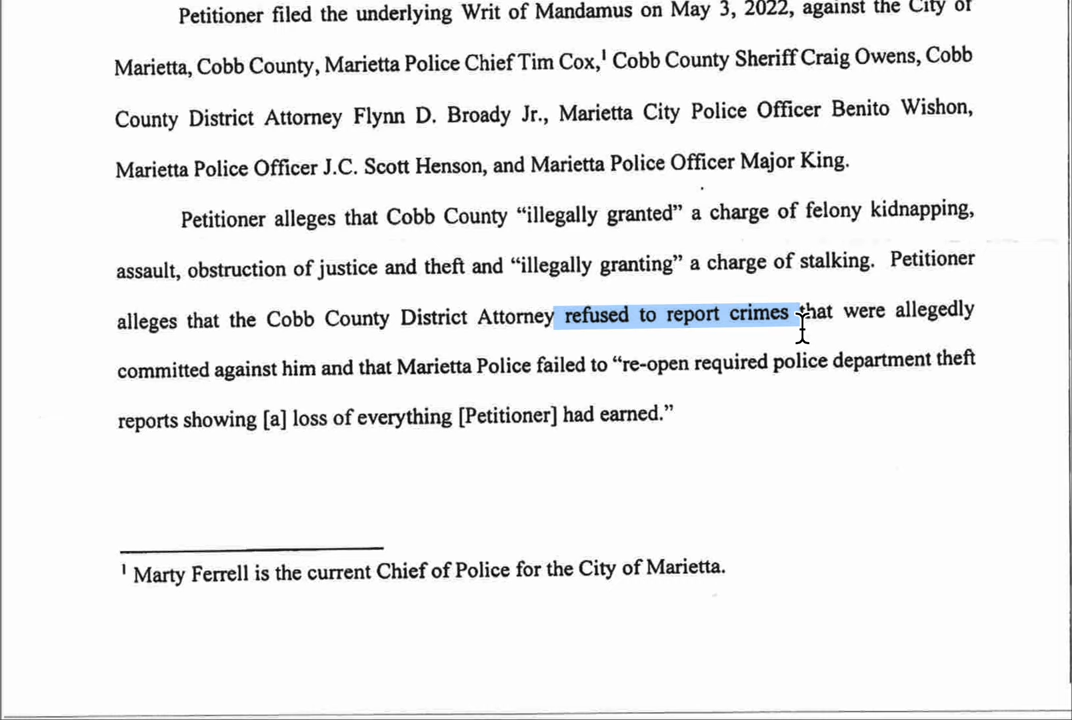 Petitioner filed the underlying Writ of Mandamus on May 3, 2022, against the City of
Marietta, Cobb County, Marietta Police Chief Tim Cox,¹ Cobb County Sheriff Craig Owens, Cobb
County District Attorney Flynn D. Broady Jr., Marietta City Police Officer Benito Wishon,
Marietta Police Officer J.C. Scott Henson, and Marietta Police Officer Major King.
Petitioner alleges that Cobb County “illegally granted” a charge of felony kidnapping,
assault, obstruction of justice and theft and “illegally granting” a charge of stalking. Petitioner
alleges that the Cobb County District Attorney refused to report crimes that were allegedly
committed against him and that Marietta Police failed to “re-open required police department theft
reports showing [a] loss of everything [Petitioner] had earned.”
¹ Marty Ferrell is the current Chief of Police for the City of Marietta.